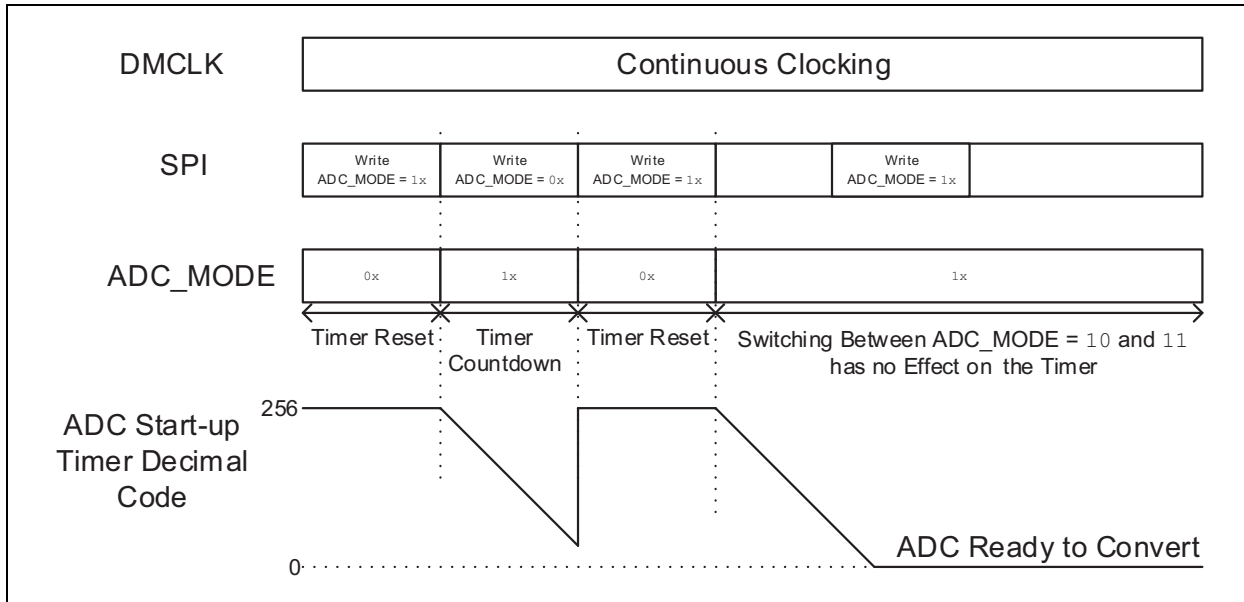 DMCLK
Continuous Clocking
SPI
Write
ADC_MODE = 1x
Write
ADC_MODE = 0x
Write
ADC_MODE = 1x
Write
ADC_MODE = 1x
ADC_MODE
0x
1x
0x
1x
Timer Reset
Timer
Countdown
Timer Reset
Switching Between ADC_MODE = 10 and 11
has no Effect on the Timer
ADC Start-up
Timer Decimal
Code
256
0
ADC Ready to Convert